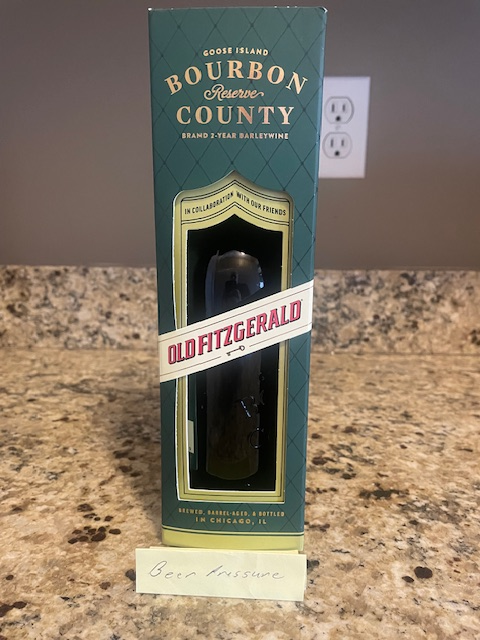 GOOSE ISLAND
BOURBON
Reserve
COUNTY
BRAND 2-YEAR BARLEYWINE
IN COLLABORATION WITH OUR FRIENDS
OLD FITZGERALD
BREWED, BARREL-AGED, & BOTTLED
IN CHICAGO, IL
Beer Pressure